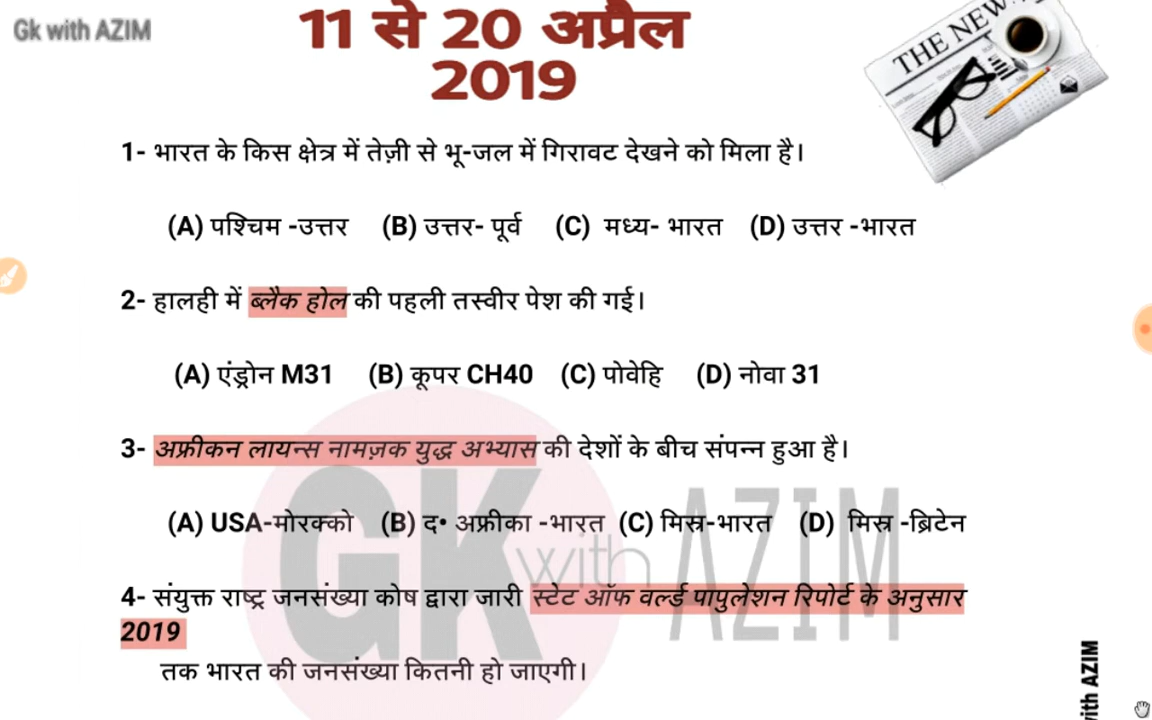 Gk with AZIM
11 से 20 अप्रैल
2019
THE NEW
1- भारत के किस क्षेत्र में तेज़ी से भू-जल में गिरावट देखने को मिला है।
(A) पश्चिम -उत्तर (B) उत्तर- पूर्व (C) मध्य- भारत (D) उत्तर -भारत
2- हालही में ब्लैक होल की पहली तस्वीर पेश की गई।
(A) एंड्रोन M31 (B) कूपर CH40 (C) पोवेहि (D) नोवा 31
3- अफ्रीकन लायन्स नामज़क युद्ध अभ्यास की देशों के बीच संपन्न हुआ है।
(A) USA-मोरक्को (B) द• अफ्रीका -भारत (C) मिस्र-भारत (D) मिस्र -ब्रिटेन
GK with AZIM
4- संयुक्त राष्ट्र जनसंख्या कोष द्वारा जारी स्टेट ऑफ वर्ल्ड पापुलेशन रिपोर्ट के अनुसार
2019
तक भारत की जनसंख्या कितनी हो जाएगी।
ith AZIM